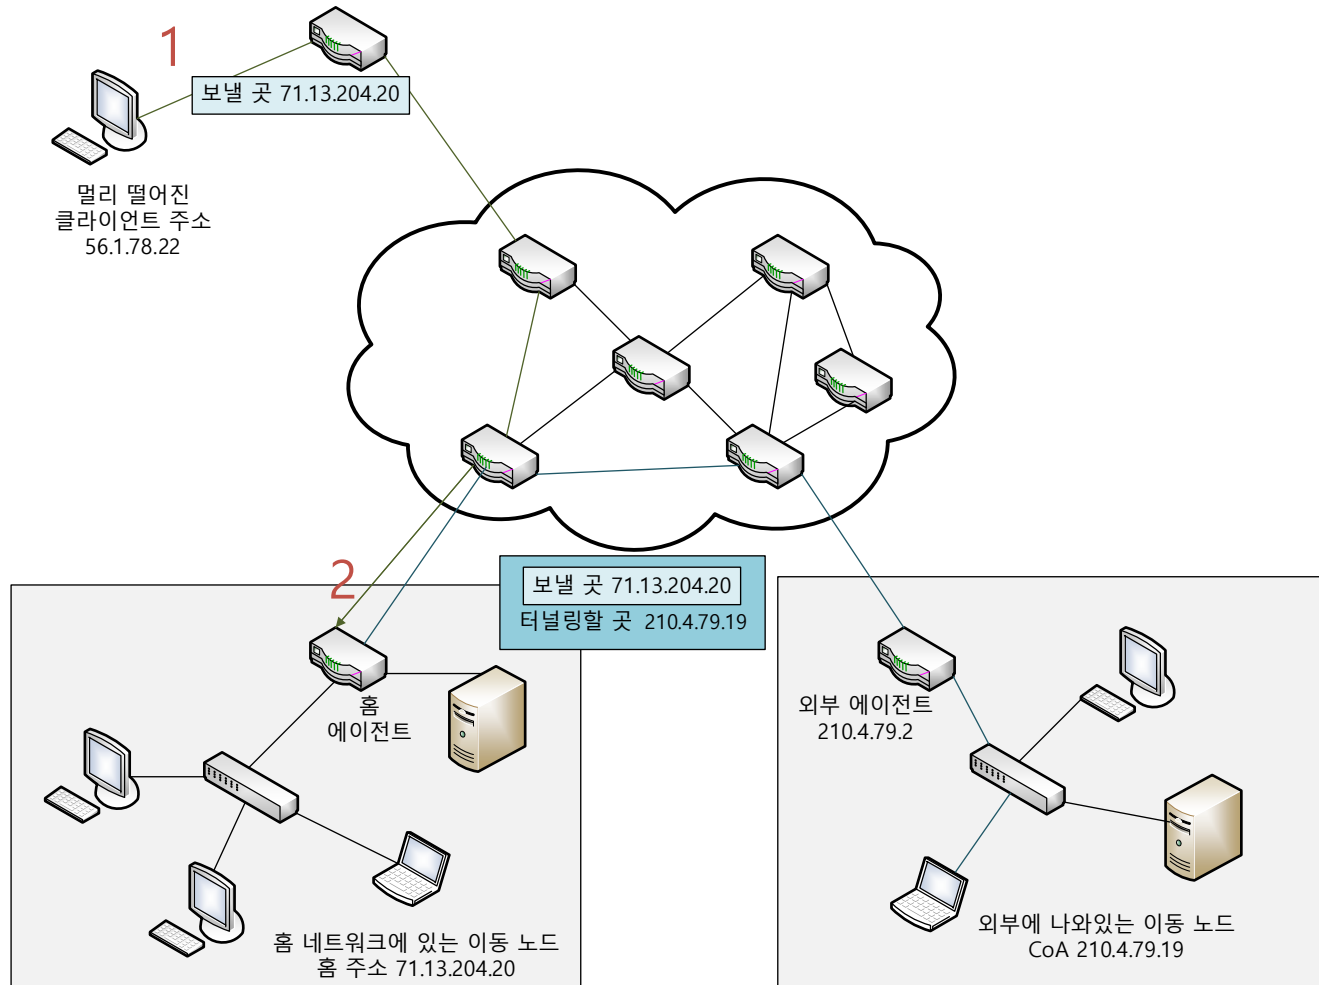 1
보낼 곳 71.13.204.20
멀리 떨어진
클라이언트 주소
56.1.78.22
2
보낼 곳 71.13.204.20
터널링할 곳 210.4.79.19
홈
에이전트
외부 에이전트
210.4.79.2
홈 네트워크에 있는 이동 노드
홈 주소 71.13.204.20
외부에 나와있는 이동 노드
CoA 210.4.79.19